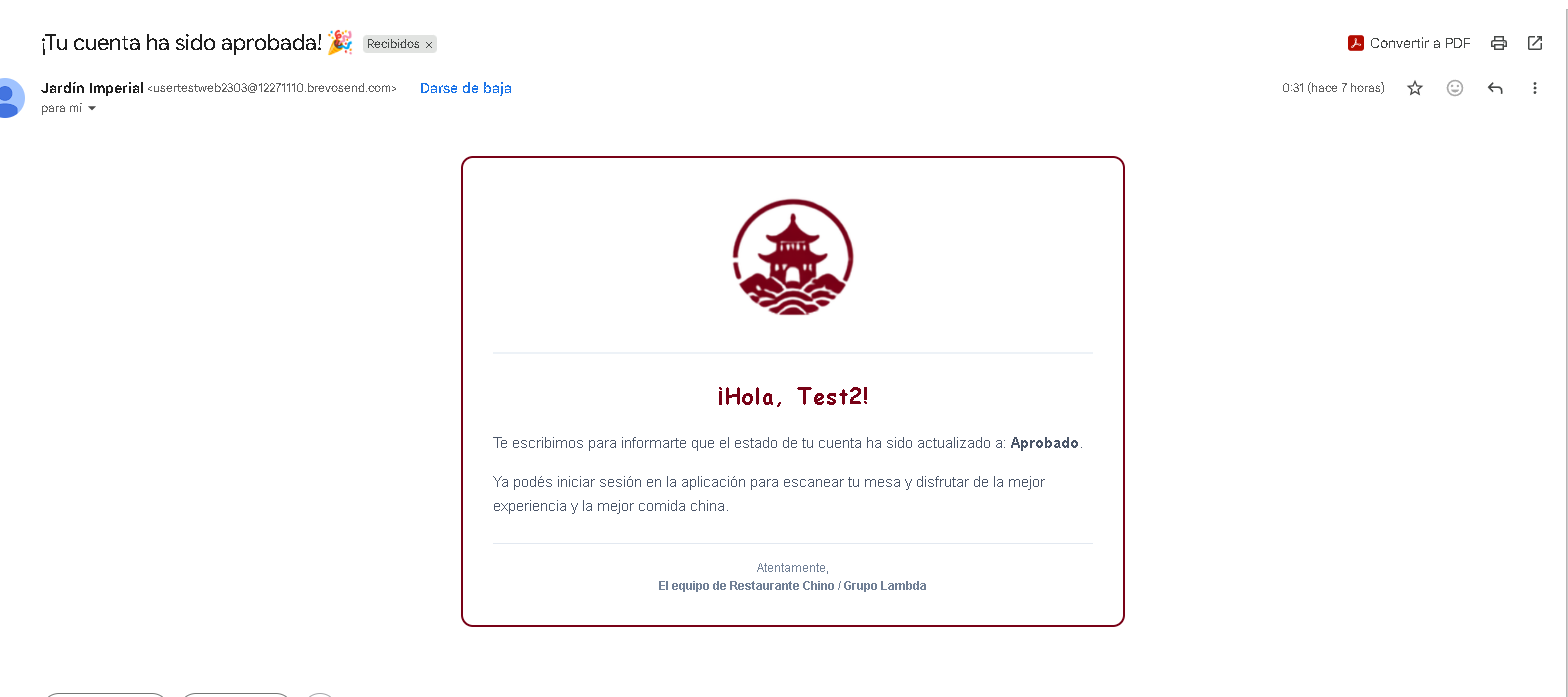 ¡Tu cuenta ha sido aprobada! 🎉 Recibidos × Convertir a PDF
Jardín Imperial <usertestweb2303@12271110.brevosend.com> Darse de baja 0:31 (hace 7 horas)
para mí
¡Hola, Test2!
Te escribimos para informarte que el estado de tu cuenta ha sido actualizado a: Aprobado.
Ya podés iniciar sesión en la aplicación para escanear tu mesa y disfrutar de la mejor
experiencia y la mejor comida china.
Atentamente,
El equipo de Restaurante Chino / Grupo Lambda